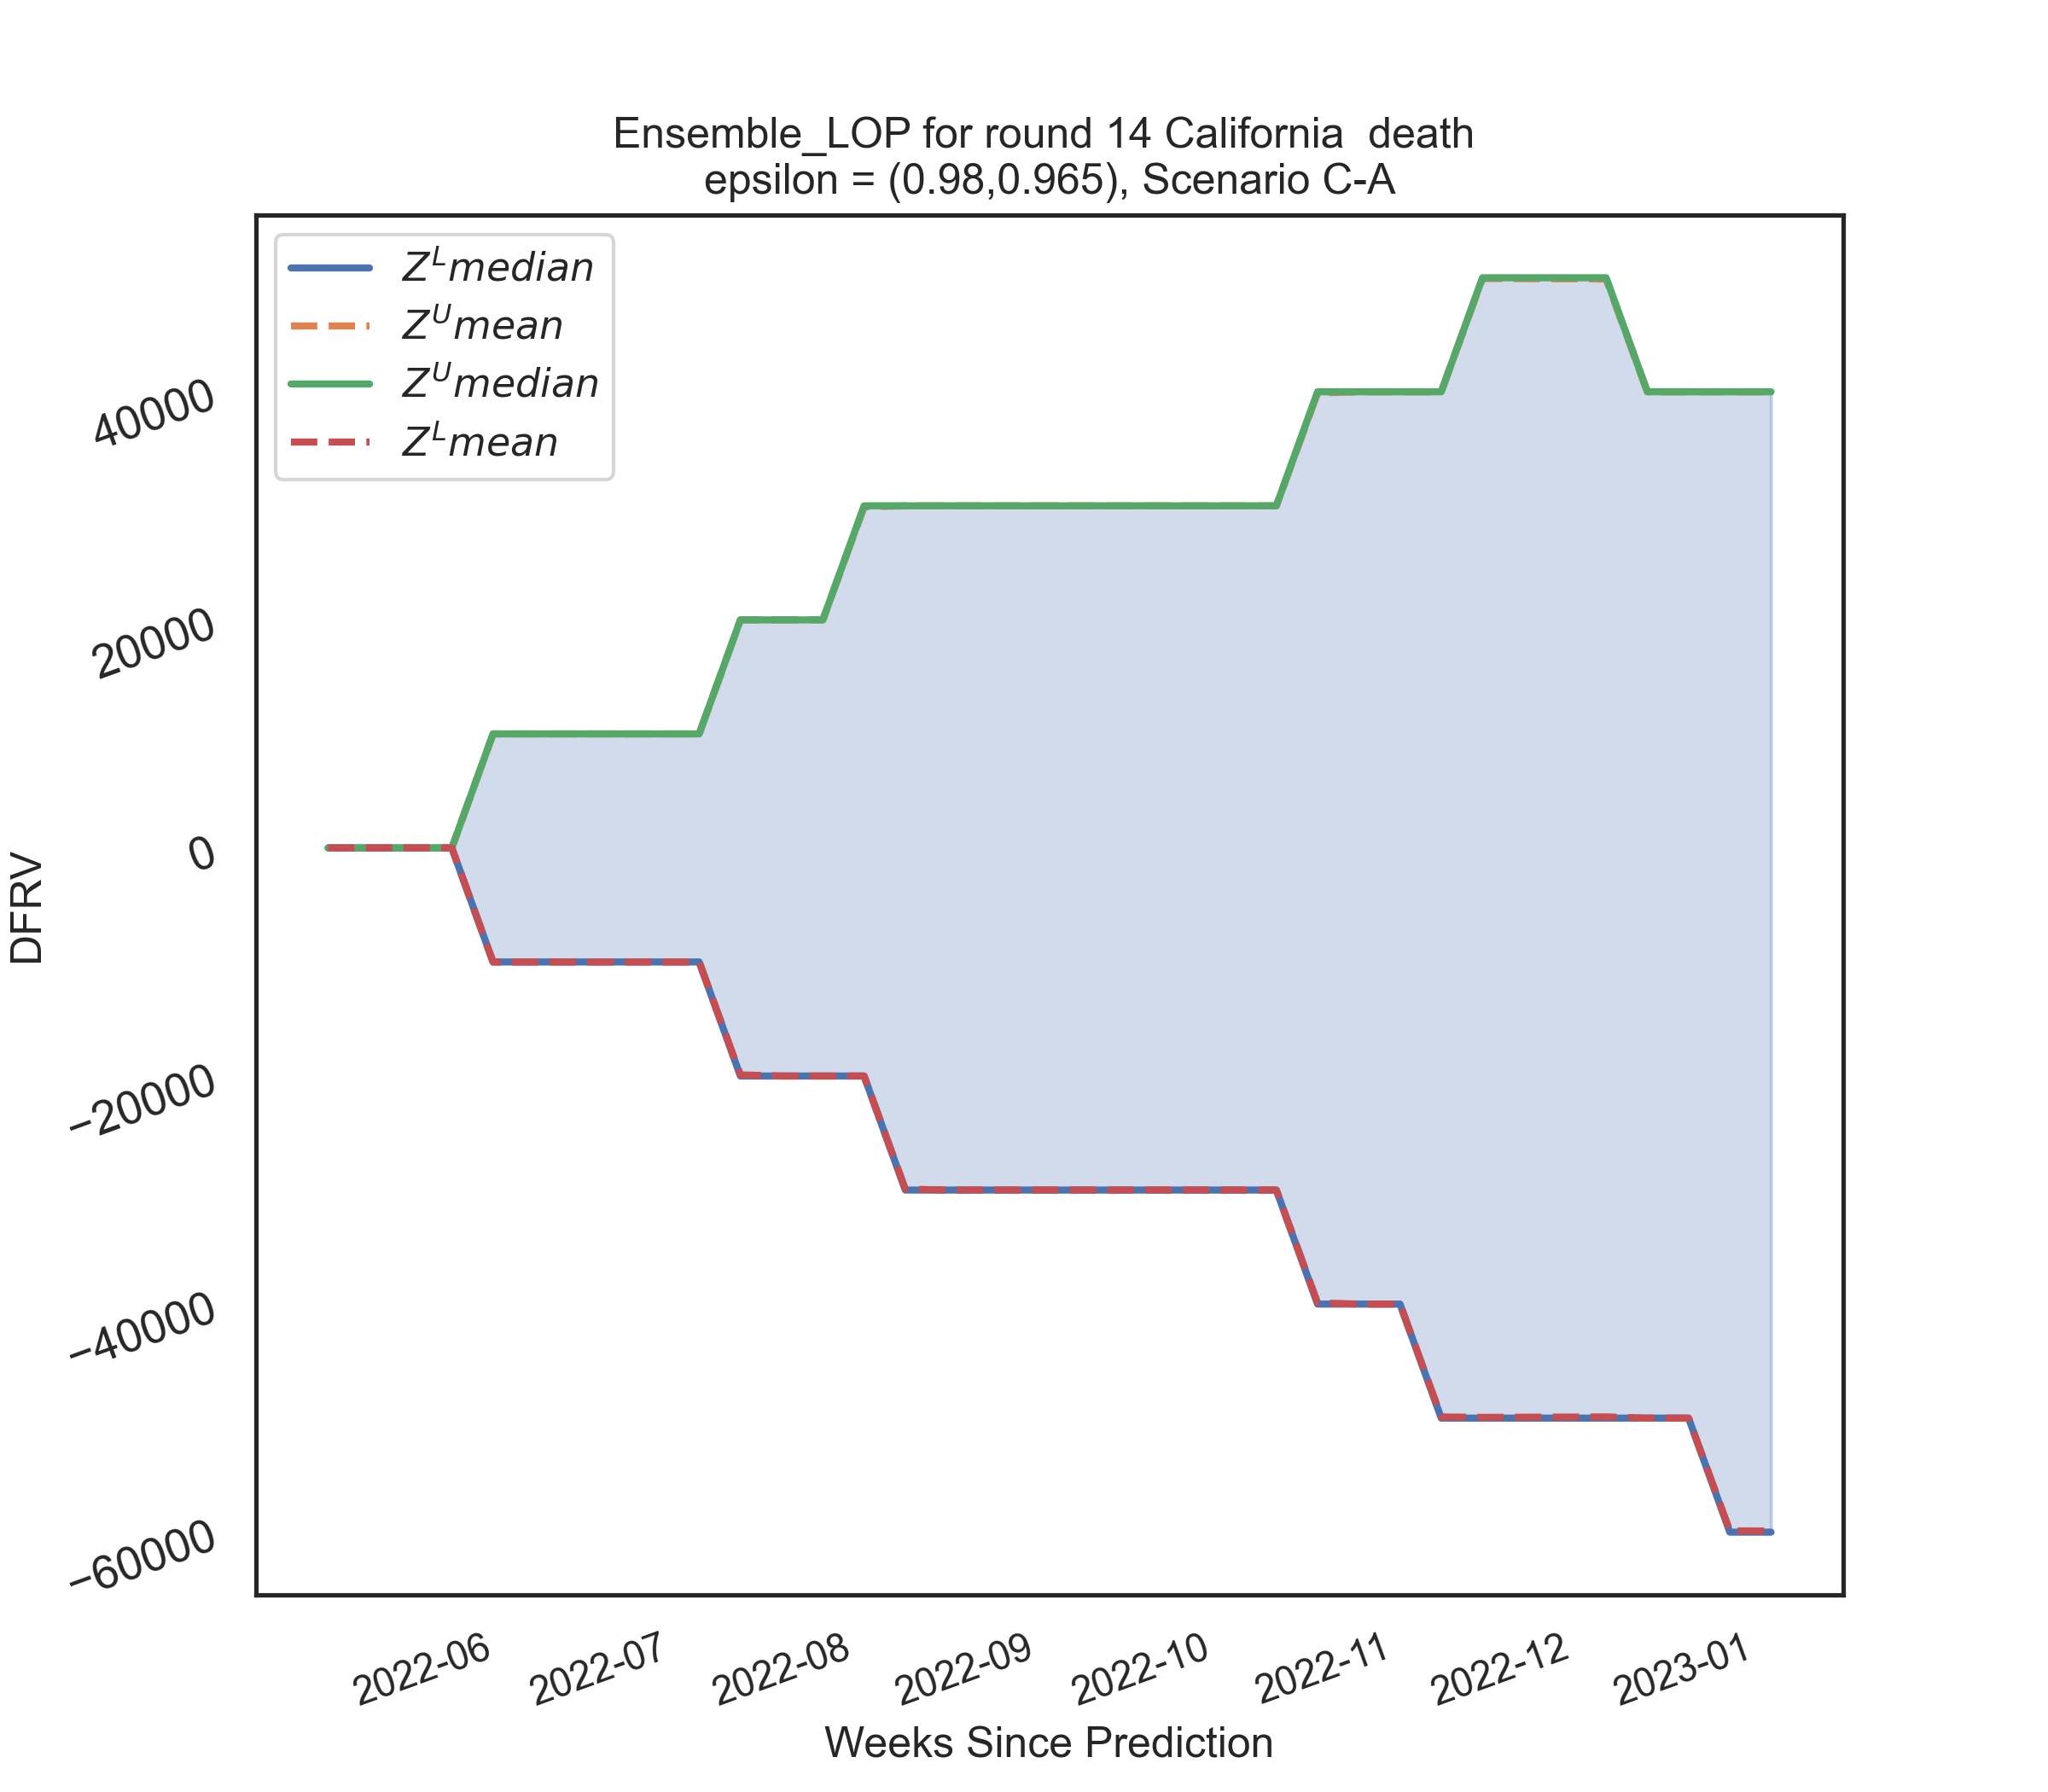 Ensemble_LOP for round 14 California  death
epsilon = (0.98,0.965), Scenario C-A
Z^L median
Z^U mean
Z^U median
Z^L mean
40000
20000
0
−20000
−40000
−60000
DFRV
2022-06
2022-07
2022-08
2022-09
2022-10
2022-11
2022-12
2023-01
Weeks Since Prediction